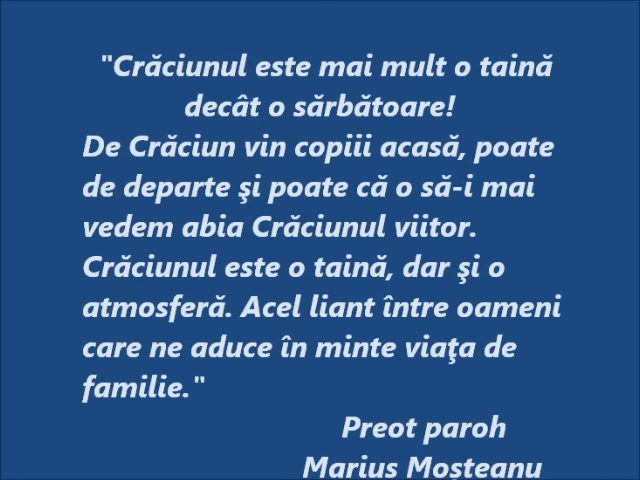 "Crăciunul este mai mult o taină
decât o sărbătoare!
De Crăciun vin copiii acasă, poate
de departe şi poate că o să-i mai
vedem abia Crăciunul viitor.
Crăciunul este o taină, dar şi o
atmosferă. Acel liant între oameni
care ne aduce în minte viaţa de
familie."
Preot paroh
Marius Moşteanu